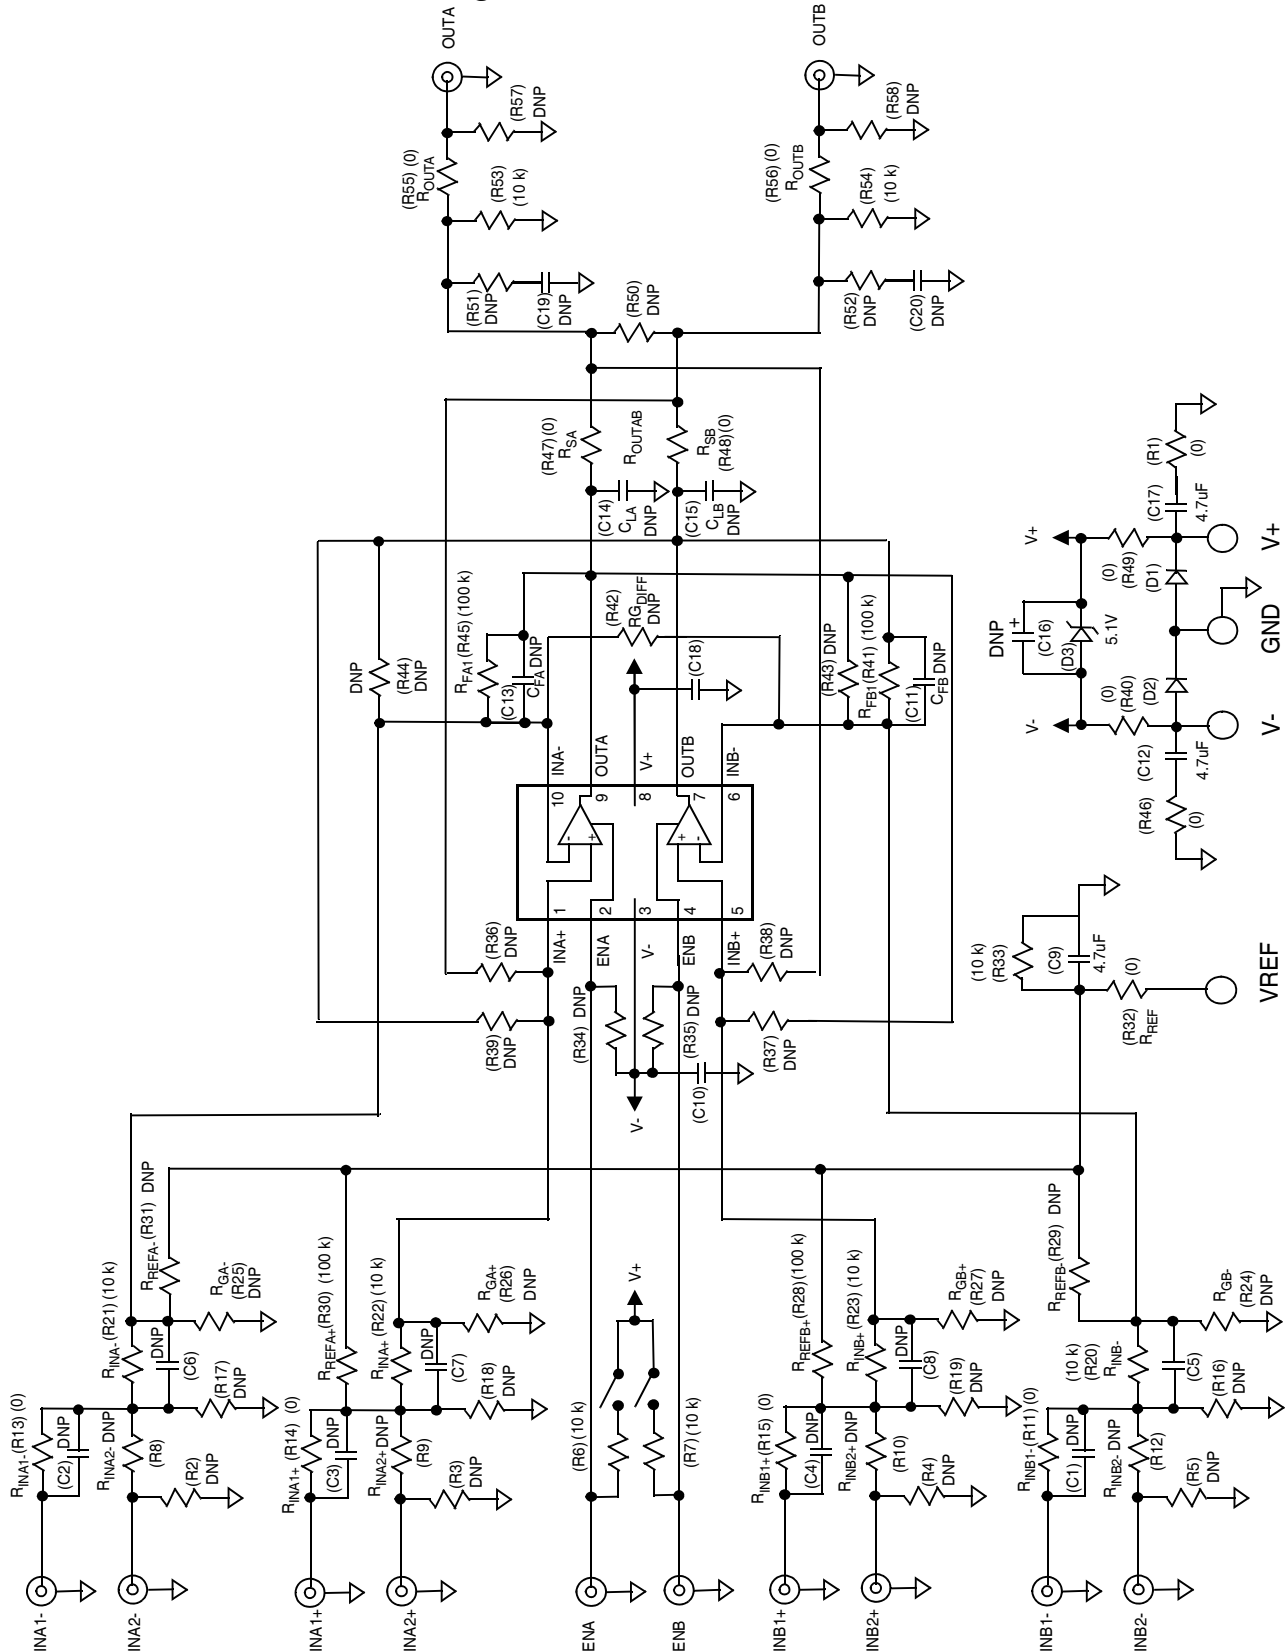 OUTA
(R57)
DNP
(R55) (0)
ROUTA
(R53)
(10 k)
(R51)
DNP
(C19)
DNP
(R50)
DNP
OUTB
(R58)
DNP
(R56) (0)
ROUTB
(R54)
(10 k)
(R52)
DNP
(C20)
DNP
(R47) (0)
RSA
ROUTAB
RSB
(R48)(0)
(C14)
CLA
DNP
(C15)
CLB
DNP
DNP
(R44)
DNP
RFA1 (R45) (100 k)
(C13)
CFA DNP
(R42)
RGDIFF
DNP
(C18)
(R43) DNP
RFB1 (R41) (100 k)
(C11)
CFB DNP
INA-
OUTA
V+
OUTB
INB-
10
9
8
7
6
-
+
+
-
1
2
3
4
5
INA+
ENA
V-
ENB
INB+
(R36)
DNP
(R39)
DNP
(R34) DNP
(R35) DNP
(R38)
DNP
(R37)
DNP
(C10)
V-
V+
V-
DNP
+
(C16)
(D3)
5.1V
(0)
(R49)
(D1)
(0)
(R40)
(D2)
(C17)
4.7uF
(R1)
(0)
(C12)
4.7uF
(R46)
(0)
V+
GND
V-
(10 k)
(R33)
(C9)
4.7uF
(0)
(R32)
RREF
VREF
RINA1- (R13) (0)
(C2) DNP
RINA2- DNP
(R8)
(R2)
DNP
RINA- (R21) (10 k)
DNP
(C6)
(R17)
DNP
RREFA- (R31) DNP
RGA-
(R25)
DNP
RINA1+ (R14) (0)
(C3) DNP
RINA2+ DNP
(R9)
(R3)
DNP
RREFA+ (R30) (100 k)
RINA+ (R22) (10 k)
DNP
(C7)
(R18)
DNP
RGA+
(R26)
DNP
V+
(R6) (10 k)
(R7) (10 k)
RINB1+ (R15) (0)
(C4) DNP
RINB2+ DNP
(R10)
(R4)
DNP
RREFB+ (R28) (100 k)
RINB+ (R23) (10 k)
DNP
(C8)
(R19)
DNP
RGB+
(R27)
DNP
RREFB- (R29) DNP
RINB1- (R11) (0)
(C1) DNP
RINB2- DNP
(R12)
(R5)
DNP
(10 k)
(R20)
RINB-
(C5)
(R16)
DNP
RGB-
(R24)
DNP
INA1-
INA2-
INA1+
INA2+
ENA
ENB
INB1+
INB2+
INB1-
INB2-